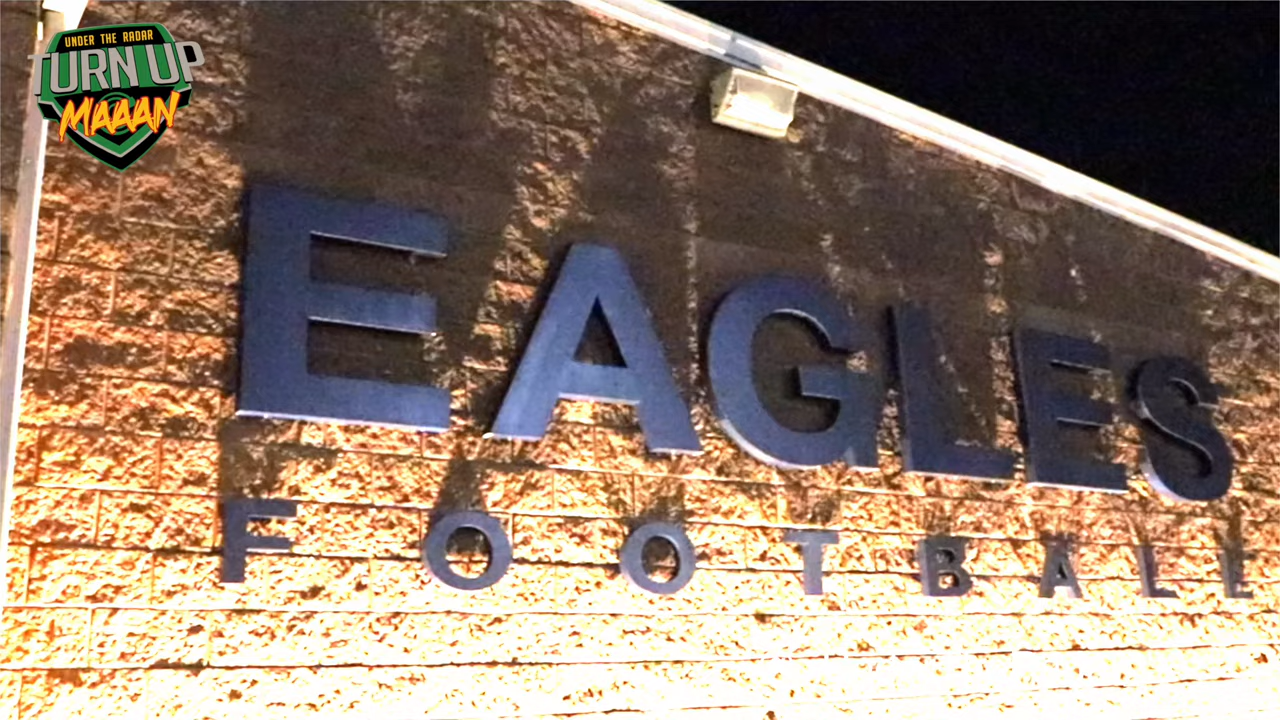 UNDER THE RADAR
TURN UP
MAAAN
EAGLES
FOOTBALL